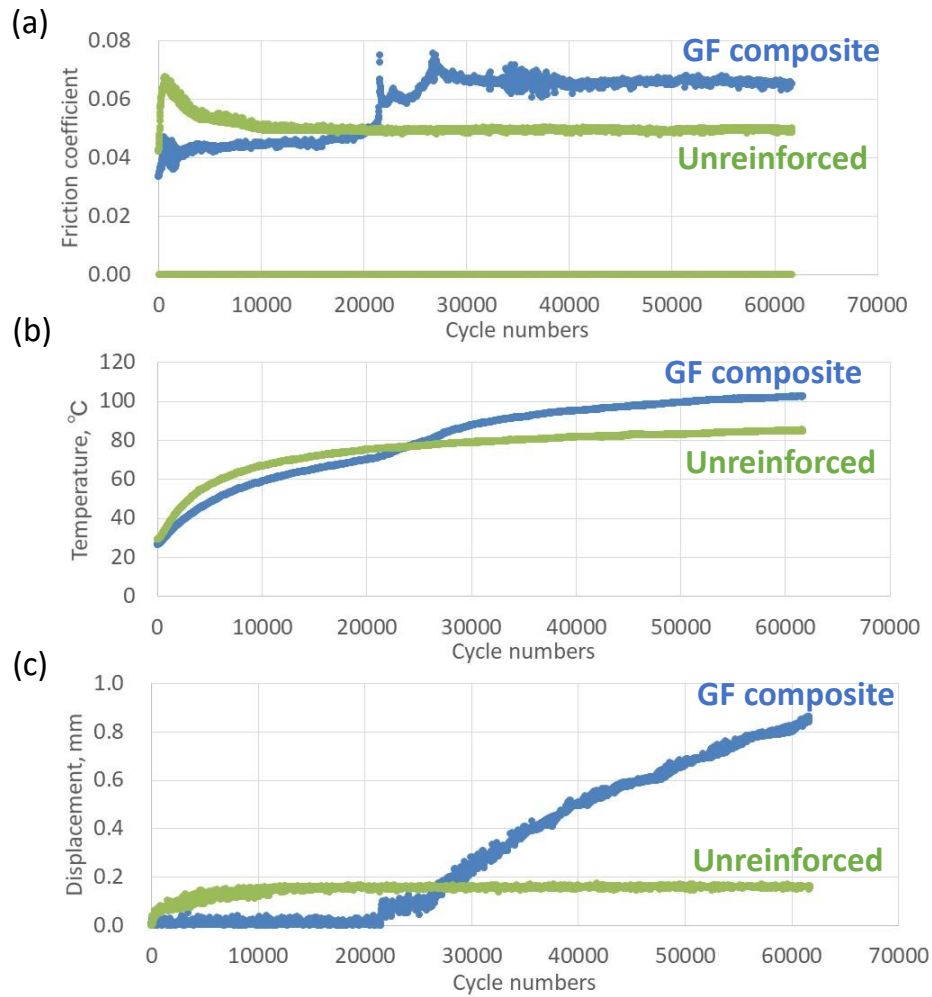 (a)
0.08
GF composite
0.06
0.04
Unreinforced
0.02
0.00
Friction coefficient
0 10000 20000 30000 40000 50000 60000 70000
Cycle numbers
(b)
120
GF composite
100
80
Unreinforced
60
40
20
0
Temperature, ℃
0 10000 20000 30000 40000 50000 60000 70000
Cycle numbers
(c)
1.0
GF composite
0.8
0.6
0.4
Unreinforced
0.2
0.0
Displacement, mm
0 10000 20000 30000 40000 50000 60000 70000
Cycle numbers